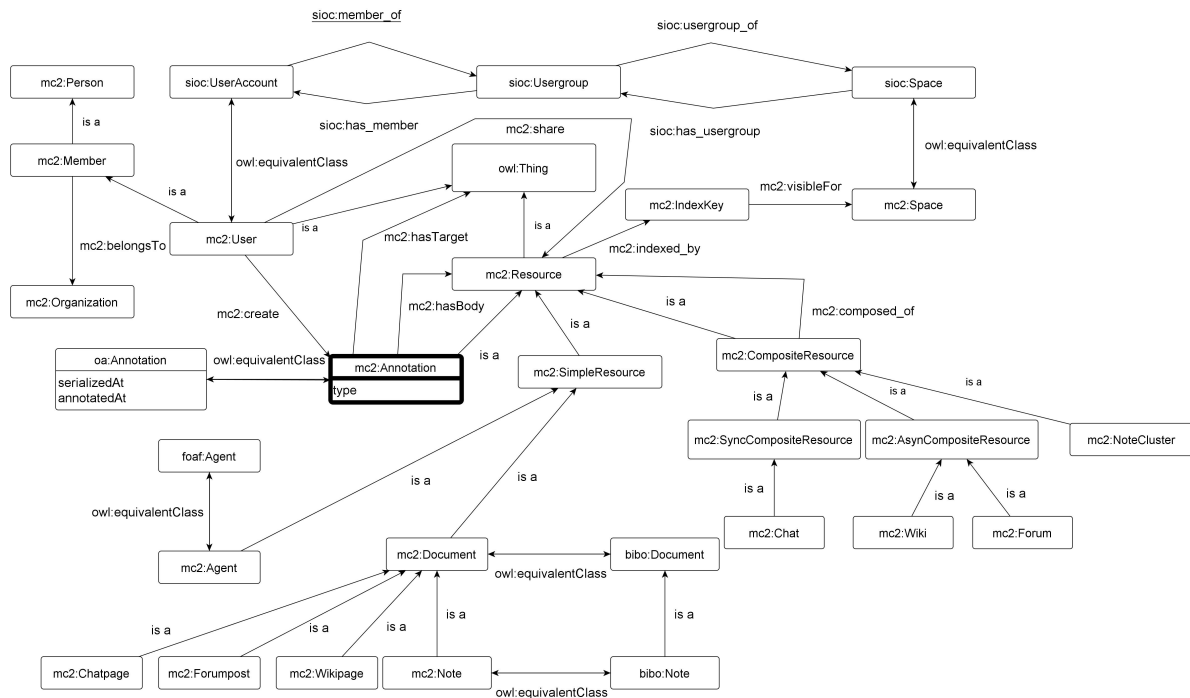 sioc:member_of
sioc:usergroup_of
mc2:Person
sioc:UserAccount
sioc:Usergroup
sioc:Space
is a
sioc:has_member
mc2:share
sioc:has_usergroup
mc2:Member
owl:equivalentClass
owl:Thing
owl:equivalentClass
is a
mc2:visibleFor
mc2:IndexKey
mc2:Space
mc2:User
is a
is a
mc2:belongsTo
mc2:hasTarget
mc2:indexed_by
mc2:Resource
mc2:Organization
mc2:create
mc2:hasBody
is a
mc2:composed_of
is a
owl:equivalentClass
is a
oa:Annotation
serializedAt
annotatedAt
mc2:Annotation
type
mc2:SimpleResource
mc2:CompositeResource
is a
is a
is a
mc2:SyncCompositeResource
mc2:AsynCompositeResource
mc2:NoteCluster
foaf:Agent
is a
is a
is a
is a
is a
owl:equivalentClass
mc2:Chat
mc2:Wiki
mc2:Forum
mc2:Agent
mc2:Document
bibo:Document
owl:equivalentClass
is a
is a
is a
is a
is a
mc2:Chatpage
mc2:Forumpost
mc2:Wikipage
mc2:Note
bibo:Note
owl:equivalentClass